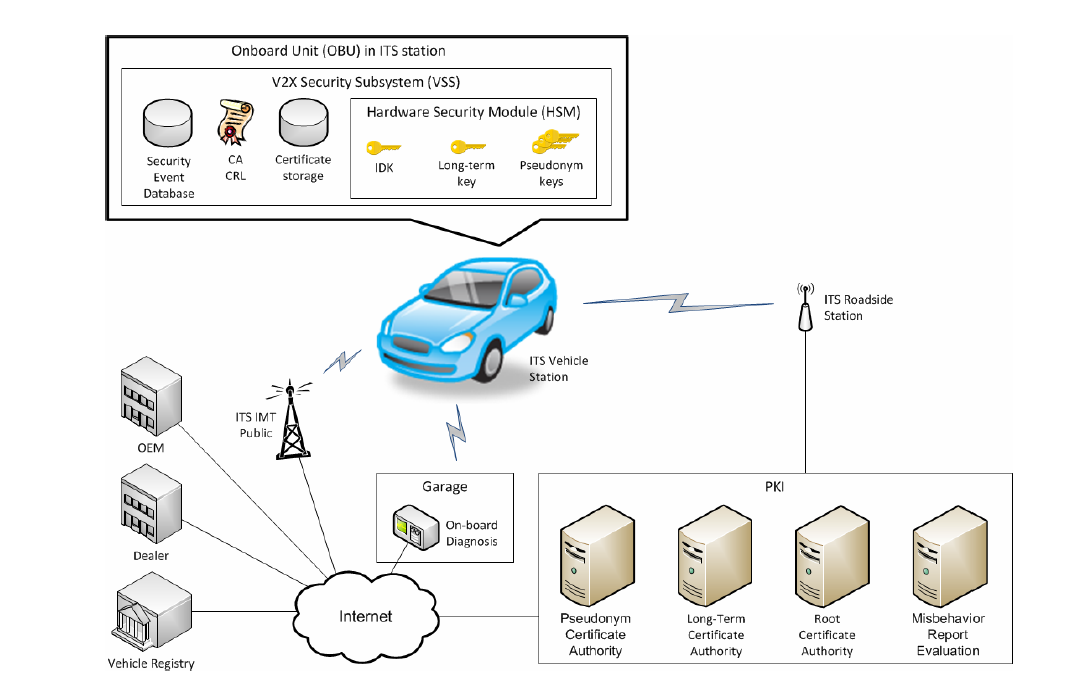 Onboard Unit (OBU) in ITS station
V2X Security Subsystem (VSS)
Security
Event
Database
CA
CRL
Certificate
storage
Hardware Security Module (HSM)
IDK
Long-term
key
Pseudonym
keys
ITS Roadside
Station
ITS Vehicle
Station
ITS IMT
Public
OEM
Dealer
Vehicle Registry
Internet
Garage
On-board
Diagnosis
PKI
Pseudonym
Certificate
Authority
Long-Term
Certificate
Authority
Root
Certificate
Authority
Misbehavior
Report
Evaluation